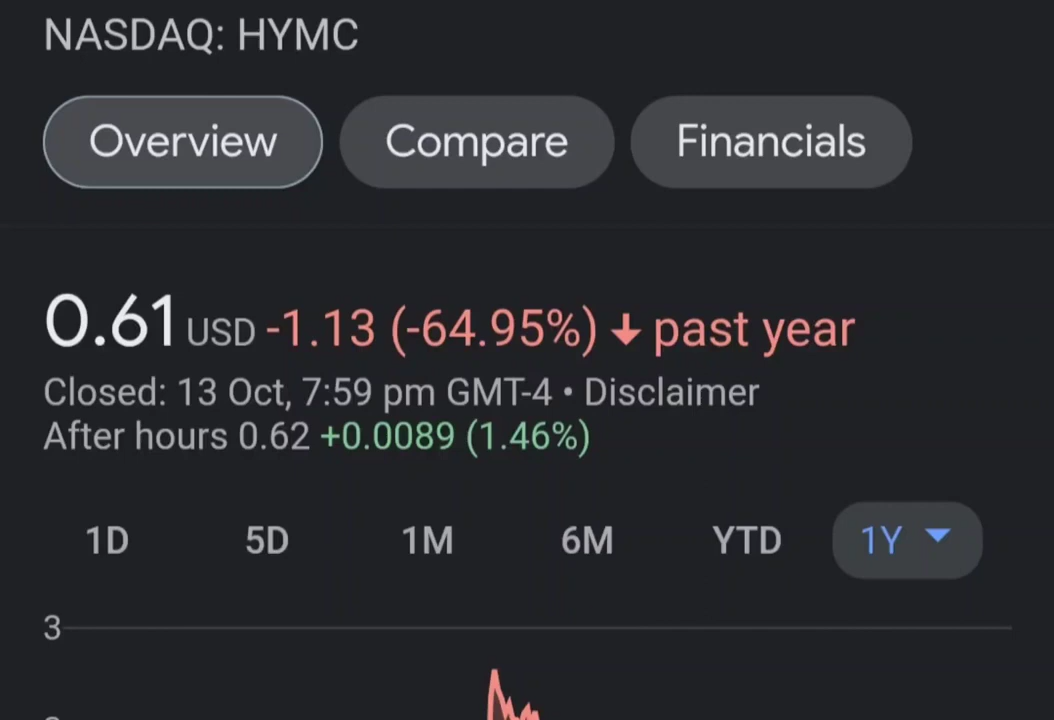 NASDAQ: HYMC
Overview Compare Financials
0.61 USD -1.13 (-64.95%) ↓ past year
Closed: 13 Oct, 7:59 pm GMT-4 • Disclaimer
After hours 0.62 +0.0089 (1.46%)
1D 5D 1M 6M YTD 1Y
3